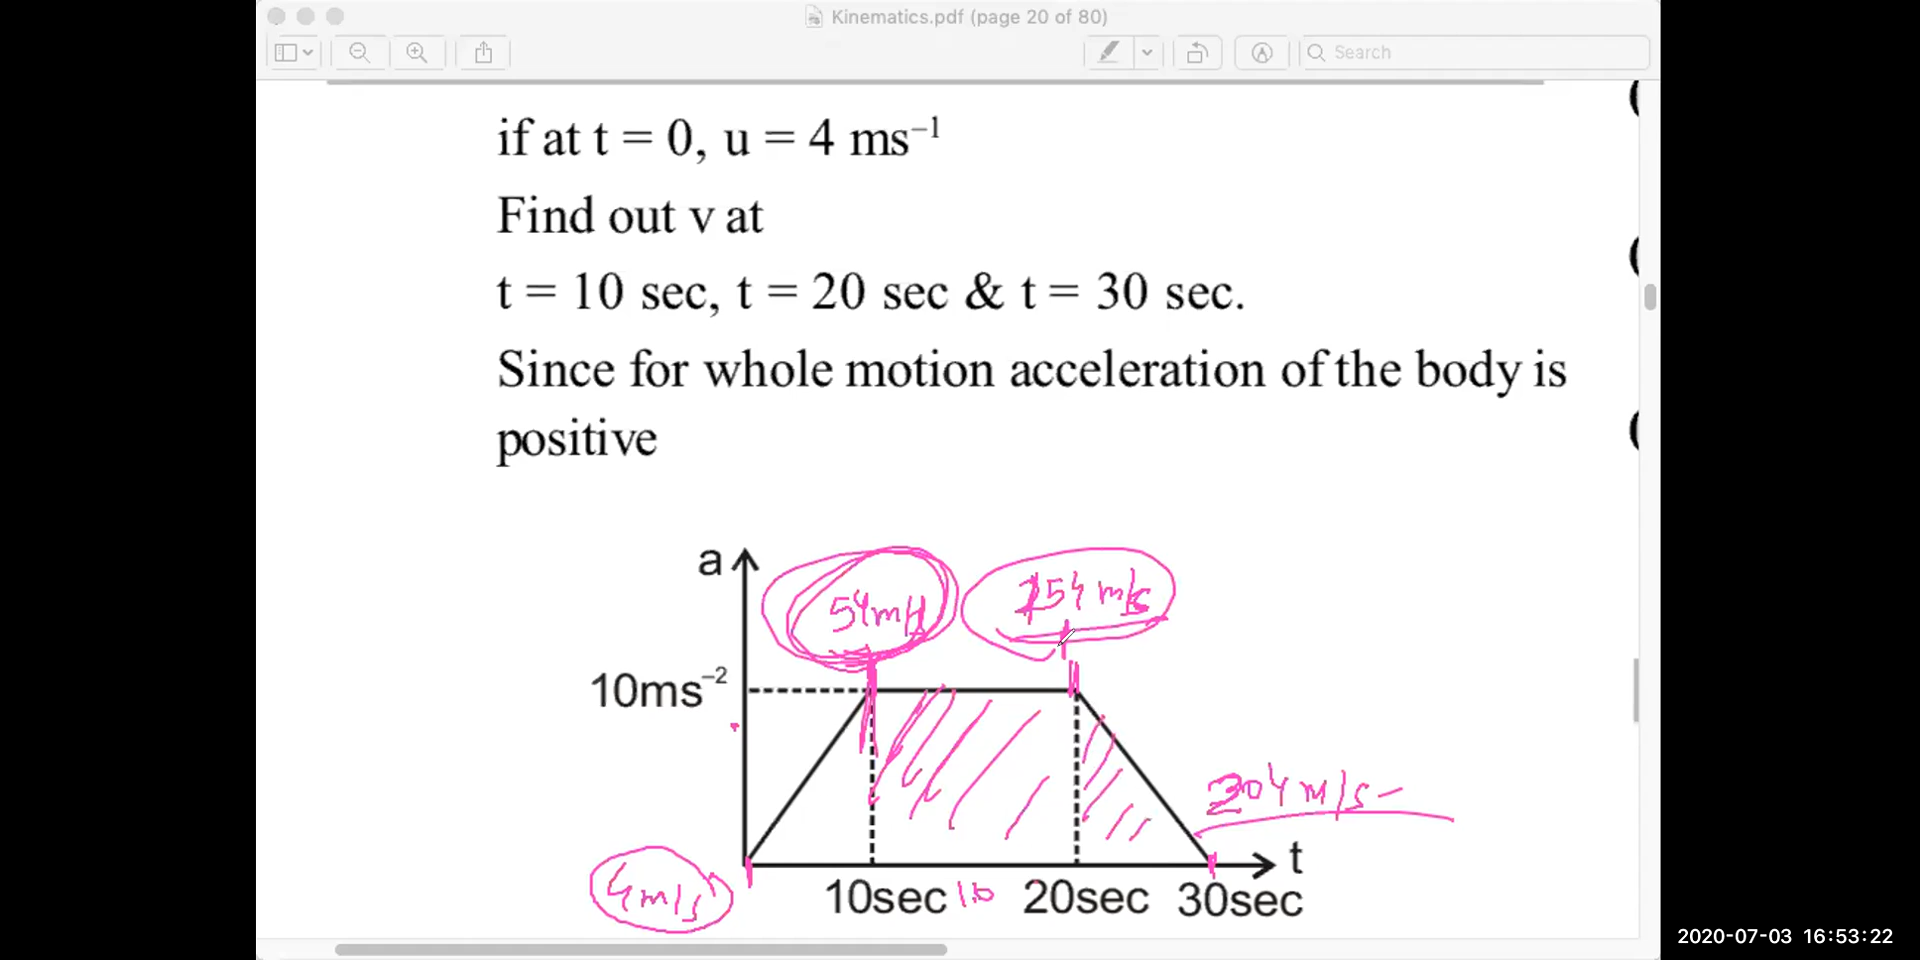 Kinematics.pdf (page 20 of 80)
Search
if at t = 0, u = 4 ms⁻¹
Find out v at
t = 10 sec, t = 20 sec & t = 30 sec.
Since for whole motion acceleration of the body is
positive
a
54 m/s
154 m/s
10ms⁻²
204 m/s
t
4 m/s
10sec 10 20sec 30sec
2020-07-03 16:53:22